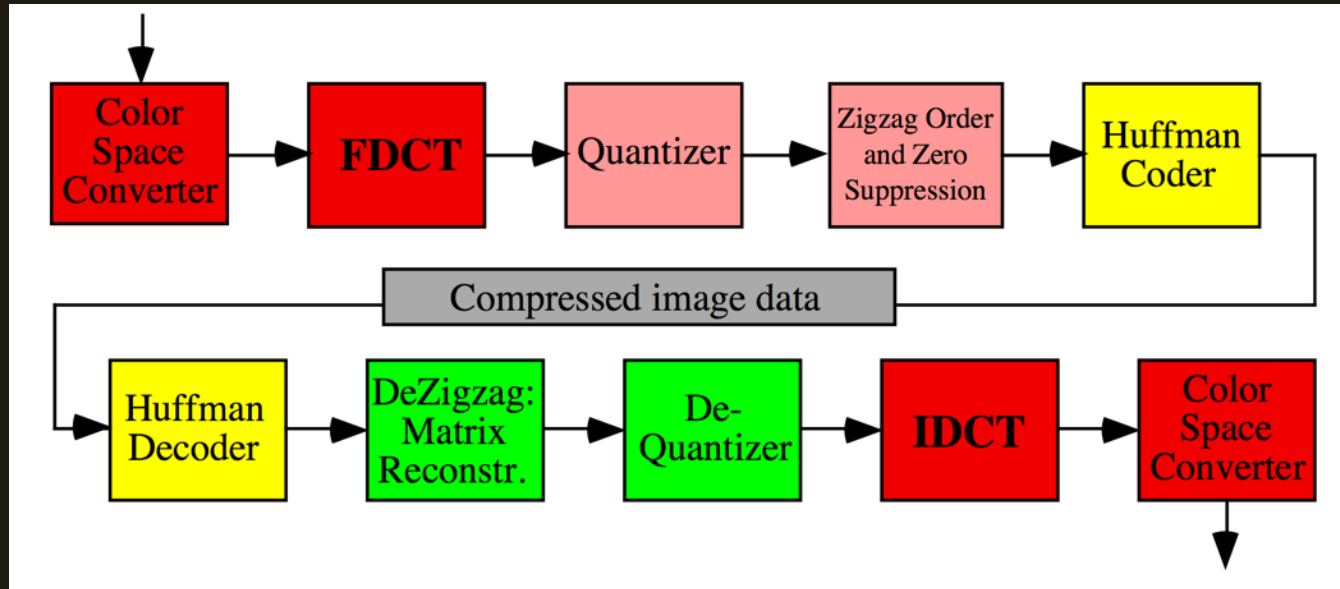 Color
Space
Converter
FDCT
Quantizer
Zigzag Order
and Zero
Suppression
Huffman
Coder
Compressed image data
Huffman
Decoder
DeZigzag:
Matrix
Reconstr.
De-
Quantizer
IDCT
Color
Space
Converter